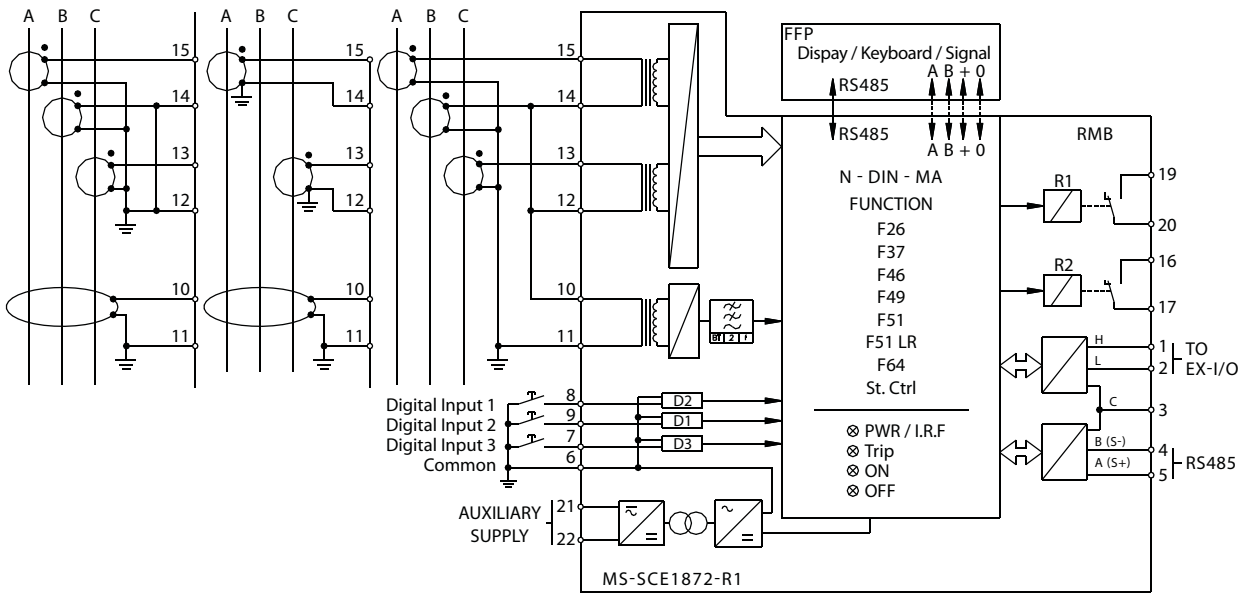 A B C
15
14
13
12
10
11
A B C
15
14
13
12
10
11
A B C
15
14
13
12
10
11
Digital Input 1
Digital Input 2
Digital Input 3
Common
8
9
7
6
D2
D1
D3
AUXILIARY
SUPPLY
21
22
FFP
Dispay / Keyboard / Signal
RS485
A B + 0
RS485
A B + 0
N - DIN - MA
FUNCTION
F26
F37
F46
F49
F51
F51 LR
F64
St. Ctrl
PWR / I.R.F
Trip
ON
OFF
RMB
R1
19
20
R2
16
17
H
L
C
1
2
TO
EX-I/O
3
B (S-)
A (S+)
4
5
RS485
MS-SCE1872-R1